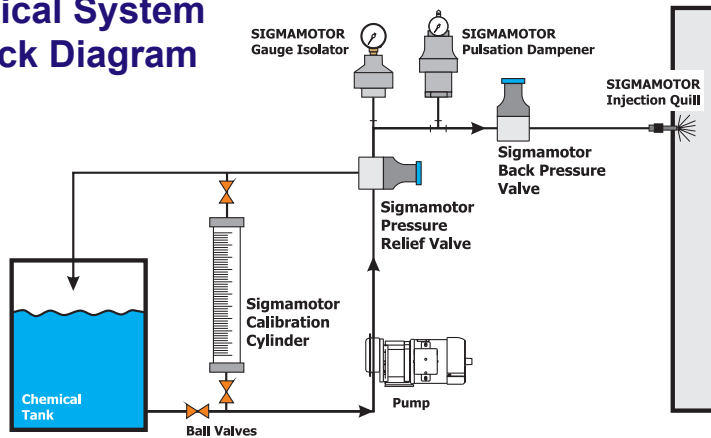 ical System
ck Diagram
SIGMAMOTOR
Gauge Isolator
SIGMAMOTOR
Pulsation Dampener
SIGMAMOTOR
Injection Quill
Sigmamotor
Back Pressure
Valve
Sigmamotor
Pressure
Relief Valve
Sigmamotor
Calibration
Cylinder
Chemical
Tank
Pump
Ball Valves